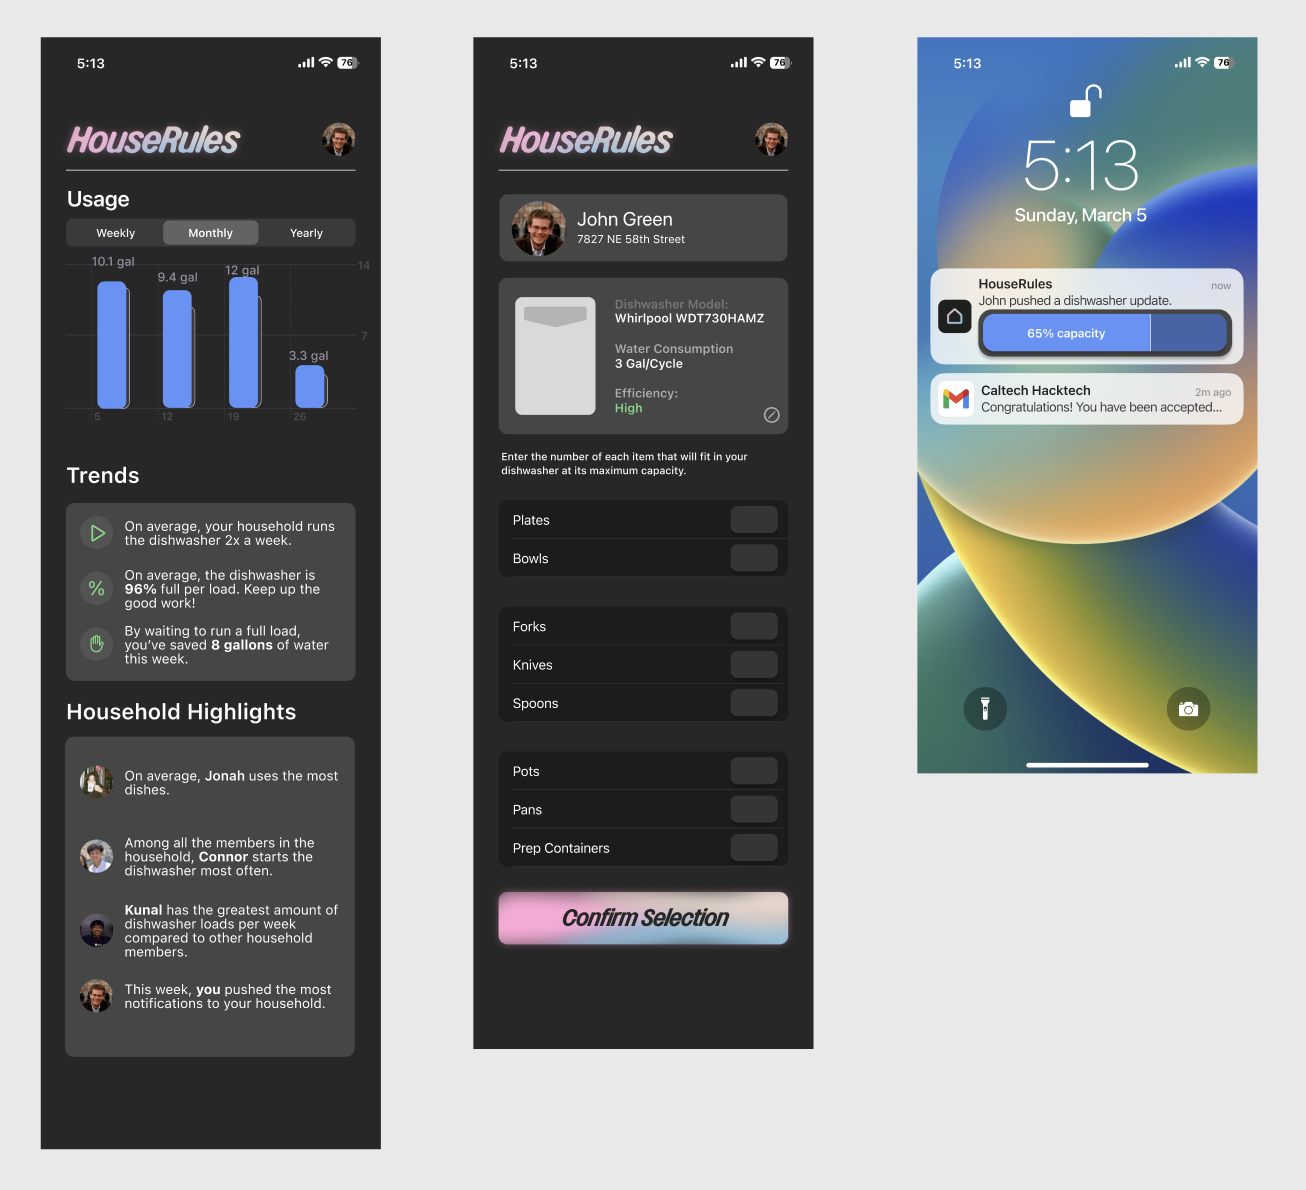 5:13
76
HouseRules
Usage
Weekly
Monthly
Yearly
10.1 gal
9.4 gal
12 gal
3.3 gal
14
7
5
12
19
26
Trends
On average, your household runs
the dishwasher 2x a week.
%
On average, the dishwasher is
96% full per load. Keep up the
good work!
By waiting to run a full load,
you've saved 8 gallons of water
this week.
Household Highlights
On average, Jonah uses the most
dishes.
Among all the members in the
household, Connor starts the
dishwasher most often.
Kunal has the greatest amount of
dishwasher loads per week
compared to other household
members.
This week, you pushed the most
notifications to your household.
5:13
76
HouseRules
John Green
7827 NE 58th Street
Dishwasher Model:
Whirlpool WDT730HAMZ
Water Consumption
3 Gal/Cycle
Efficiency:
High
Enter the number of each item that will fit in your
dishwasher at its maximum capacity.
Plates
Bowls
Forks
Knives
Spoons
Pots
Pans
Prep Containers
Confirm Selection
5:13
76
5:13
Sunday, March 5
HouseRules
now
John pushed a dishwasher update.
65% capacity
Caltech Hacktech
2m ago
Congratulations! You have been accepted...